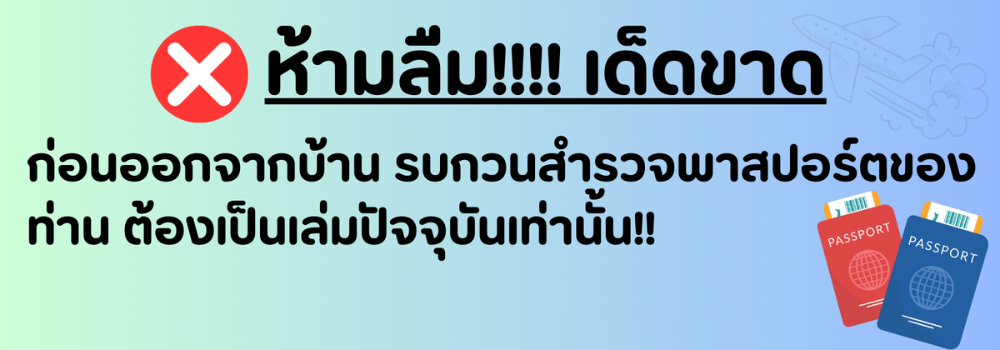 ห้ามลืม!!!! เด็ดขาด
ก่อนออกจากบ้าน รบกวนสำรวจพาสปอร์ตของ
ท่าน ต้องเป็นเล่มปัจจุบันเท่านั้น!!
PASSPORT
PASSPORT